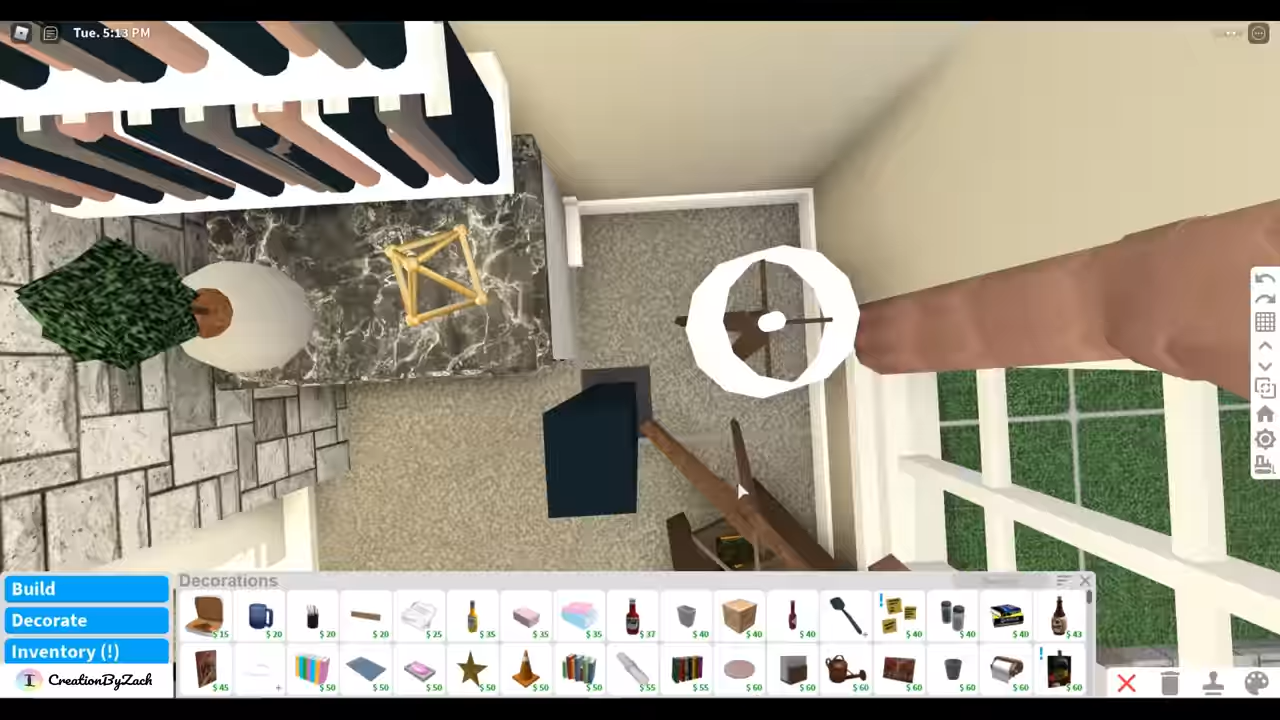 Tue. 5:13 PM
Decorations
Build
Decorate
Inventory (!)
CreationByZach
$ 15 $ 20 $ 20 $ 20 $ 25 $ 35 $ 35 $ 35 $ 37 $ 40 $ 40 $ 40 $ 40 $ 40 $ 40 $ 43
$ 45 $ 50 $ 50 $ 50 $ 50 $ 50 $ 50 $ 55 $ 55 $ 60 $ 60 $ 60 $ 60 $ 60 $ 60 $ 60